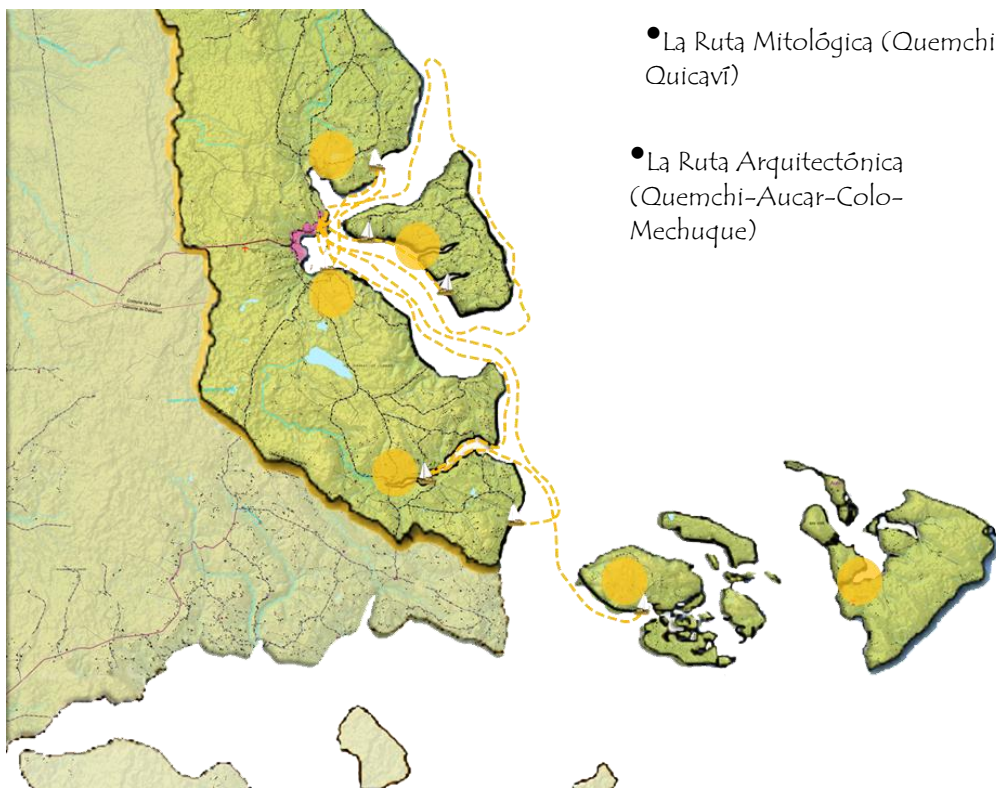 ●La Ruta Mitológica (Quemchi
Quicaví)
●La Ruta Arquitectónica
(Quemchi-Aucar-Colo-
Mechuque)